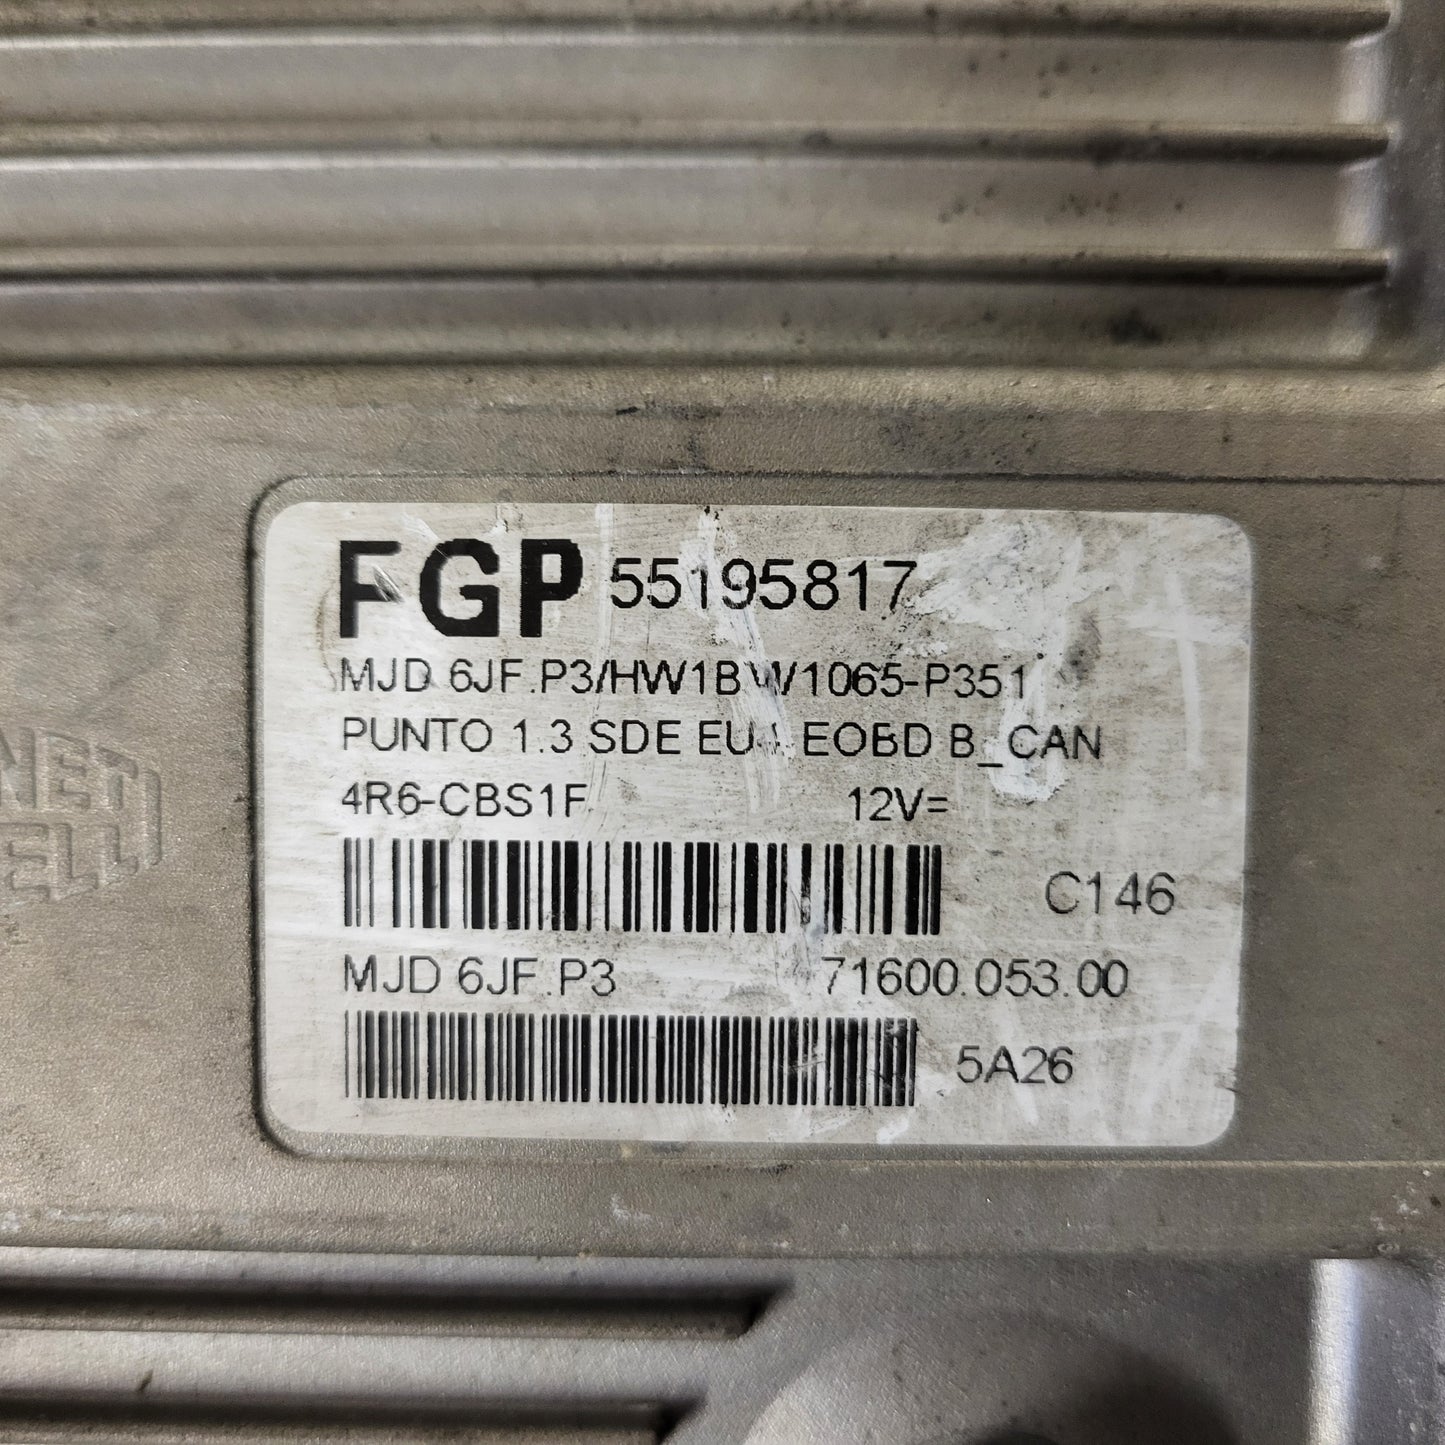 FGP 55195817
MJD 6JF.P3/HW1BW1065-P351
PUNTO 1.3 SDE EU4 EOBD B_CAN
4R6-CBS1F 12V=
C146
MJD 6JF.P3 71600.053.00
5A26